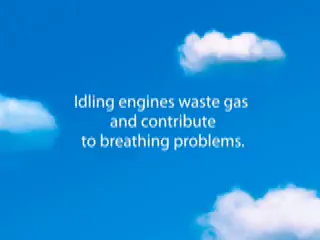 Idling engines waste gas
and contribute
to breathing problems.